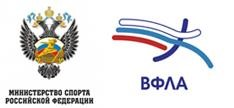 МИНИСТЕРСТВО СПОРТА
РОССИЙСКОЙ ФЕДЕРАЦИИ
ВФЛА